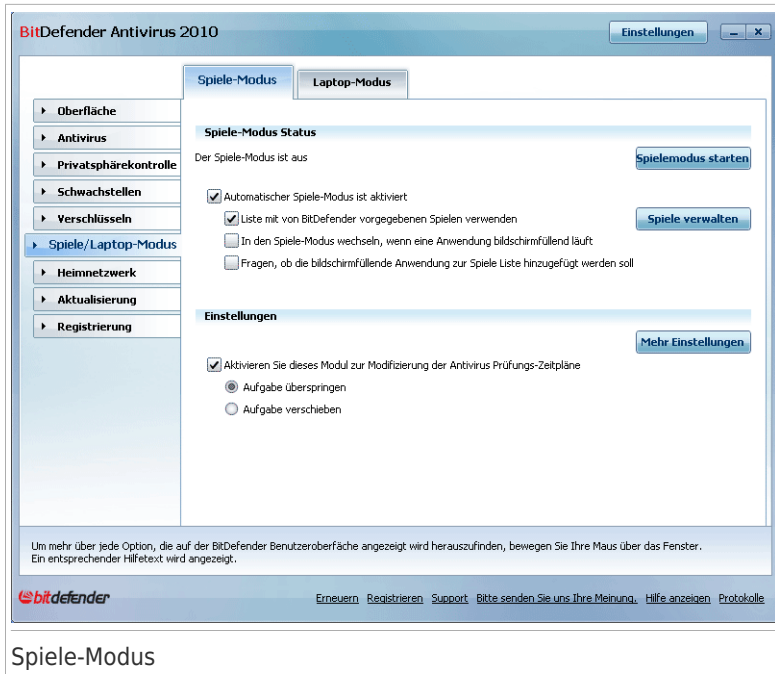 BitDefender Antivirus 2010
Einstellungen
Spiele-Modus
Laptop-Modus
Oberfläche
Antivirus
Privatsphärekontrolle
Schwachstellen
Verschlüsseln
Spiele/Laptop-Modus
Heimnetzwerk
Aktualisierung
Registrierung
Spiele-Modus Status
Der Spiele-Modus ist aus
Spielemodus starten
Automatischer Spiele-Modus ist aktiviert
Liste mit von BitDefender vorgegebenen Spielen verwenden
Spiele verwalten
In den Spiele-Modus wechseln, wenn eine Anwendung bildschirmfüllend läuft
Fragen, ob die bildschirmfüllende Anwendung zur Spiele Liste hinzugefügt werden soll
Einstellungen
Mehr Einstellungen
Aktivieren Sie dieses Modul zur Modifizierung der Antivirus Prüfungs-Zeitpläne
Aufgabe überspringen
Aufgabe verschieben
Um mehr über jede Option, die auf der BitDefender Benutzeroberfäche angezeigt wird herauszufinden, bewegen Sie Ihre Maus über das Fenster.
Ein entsprechender Hilfetext wird angezeigt.
bitdefender
Erneuern Registrieren Support Bitte senden Sie uns Ihre Meinung. Hilfe anzeigen Protokolle
Spiele-Modus